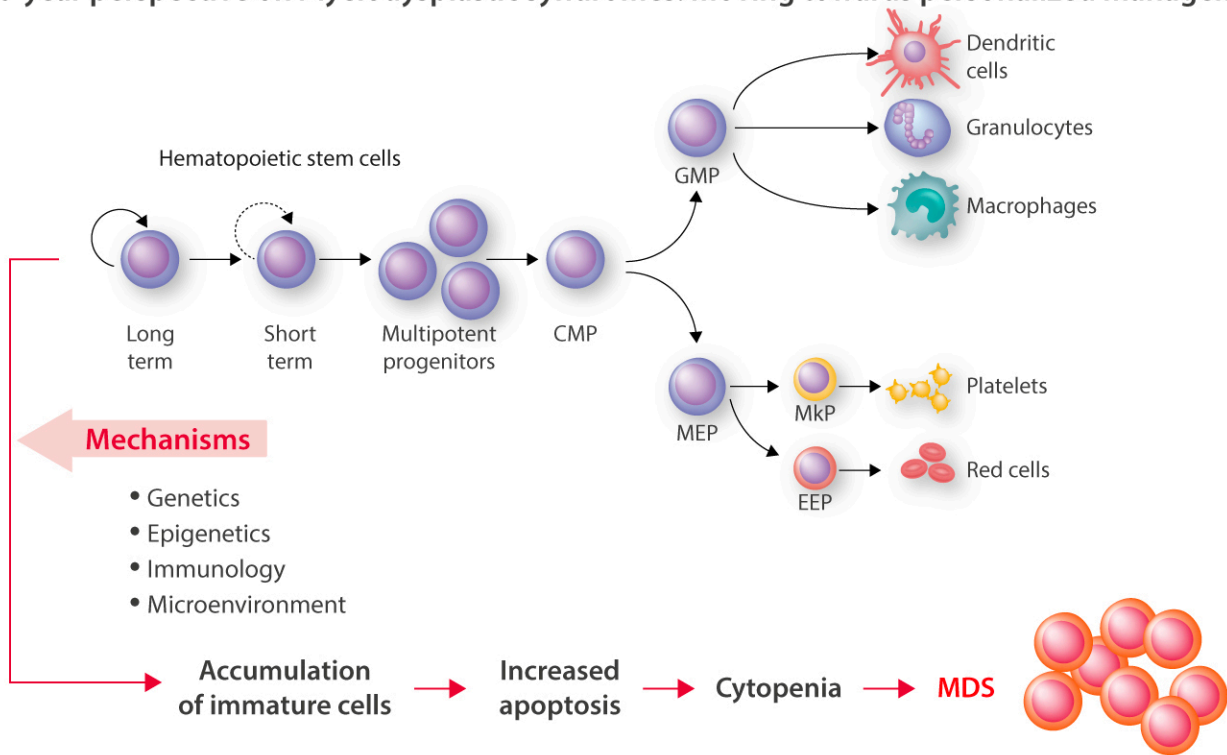 Dendritic
cells
Granulocytes
GMP
Macrophages
Hematopoietic stem cells
Long
term
Short
term
Multipotent
progenitors
CMP
MEP
MkP
Platelets
EEP
Red cells
Mechanisms
• Genetics
• Epigenetics
• Immunology
• Microenvironment
Accumulation
of immature cells
Increased
apoptosis
Cytopenia
MDS